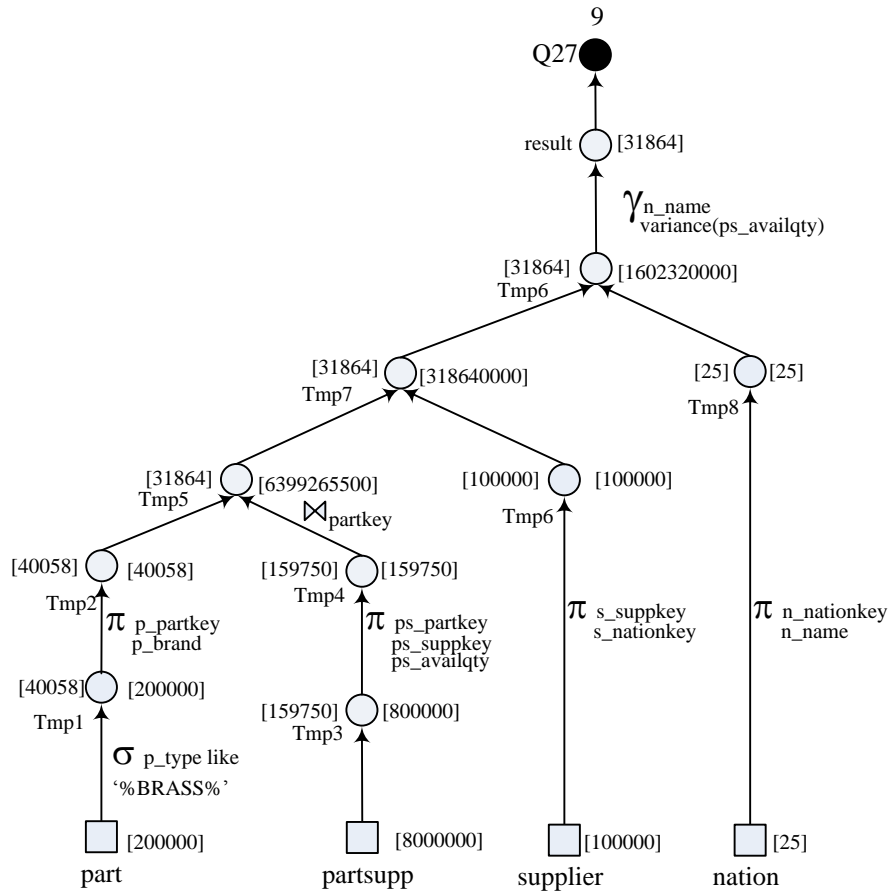 9
Q27
result [31864]
γ n_name
variance(ps_availqty)
[31864] [1602320000]
Tmp6
[31864] [318640000]
Tmp7
[25] [25]
Tmp8
[31864] [6399265500]
Tmp5
⋈ partkey
[100000] [100000]
Tmp6
[40058] [40058]
Tmp2
[159750] [159750]
Tmp4
π p_partkey
p_brand
π ps_partkey
ps_suppkey
ps_availqty
π s_suppkey
s_nationkey
π n_nationkey
n_name
[40058] [200000]
Tmp1
[159750] [800000]
Tmp3
σ p_type like
‘%BRASS%’
[200000]
[8000000]
[100000]
[25]
part
partsupp
supplier
nation